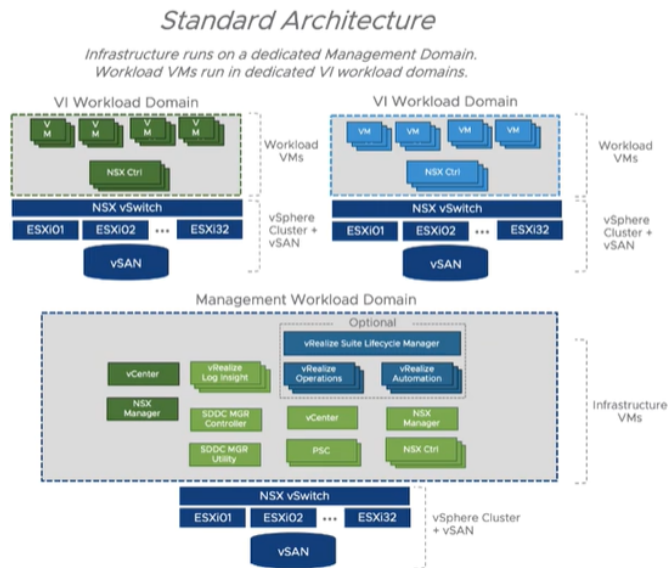 Standard Architecture
Infrastructure runs on a dedicated Management Domain.
Workload VMs run in dedicated VI workload domains.
VI Workload Domain
V
M
V
M
V
M
V
M
NSX Ctrl
Workload
VMs
NSX vSwitch
ESXi01
ESXi02
...
ESXi32
vSAN
vSphere
Cluster +
vSAN
VI Workload Domain
VM
VM
VM
VM
NSX Ctrl
Workload
VMs
NSX vSwitch
ESXi01
ESXi02
...
ESXi32
vSAN
vSphere
Cluster +
vSAN
Management Workload Domain
Optional
vRealize Suite Lifecycle Manager
vCenter
vRealize
Log Insight
vRealize
Operations
vRealize
Automation
NSX
Manager
SDDC MGR
Controller
vCenter
NSX
Manager
SDDC MGR
Utility
PSC
NSX Ctrl
Infrastructure
VMs
NSX vSwitch
ESXi01
ESXi02
...
ESXi32
vSAN
vSphere Cluster
+ vSAN